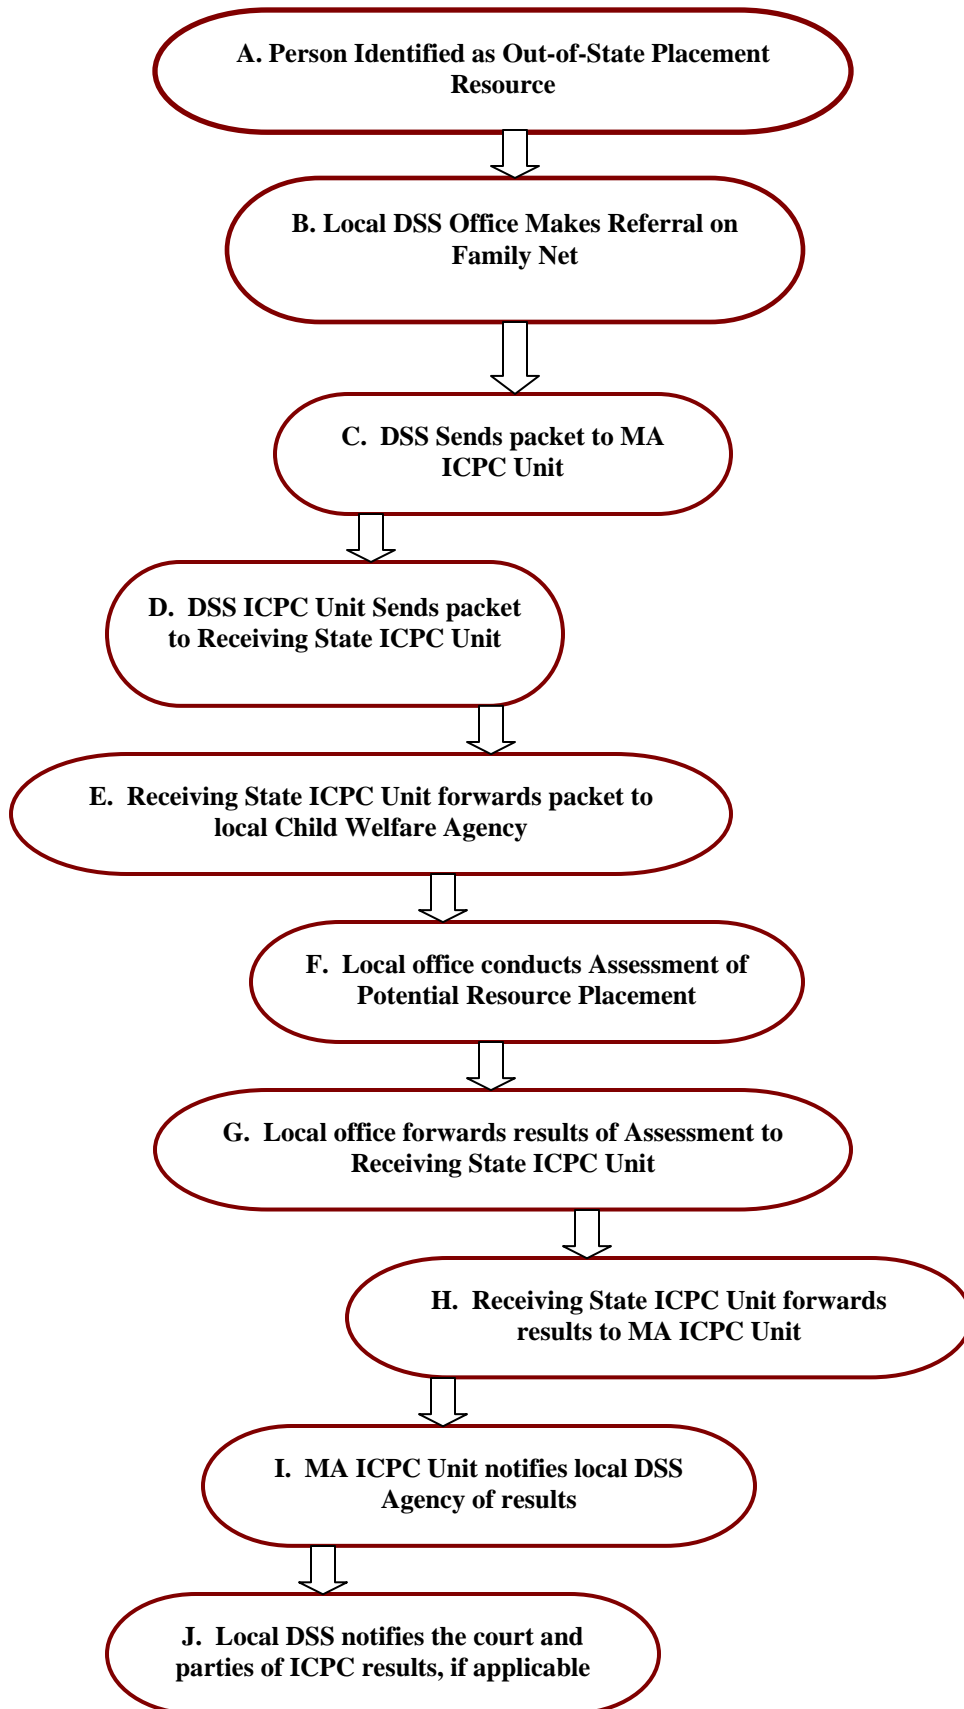 A. Person Identified as Out-of-State Placement
Resource
B. Local DSS Office Makes Referral on
Family Net
C.  DSS Sends packet to MA
ICPC Unit
D.  DSS ICPC Unit Sends packet
to Receiving State ICPC Unit
E.  Receiving State ICPC Unit forwards packet to
local Child Welfare Agency
F.  Local office conducts Assessment of
Potential Resource Placement
G.  Local office forwards results of Assessment to
Receiving State ICPC Unit
H.  Receiving State ICPC Unit forwards
results to MA ICPC Unit
I.  MA ICPC Unit notifies local DSS
Agency of results
J.  Local DSS notifies the court and
parties of ICPC results, if applicable